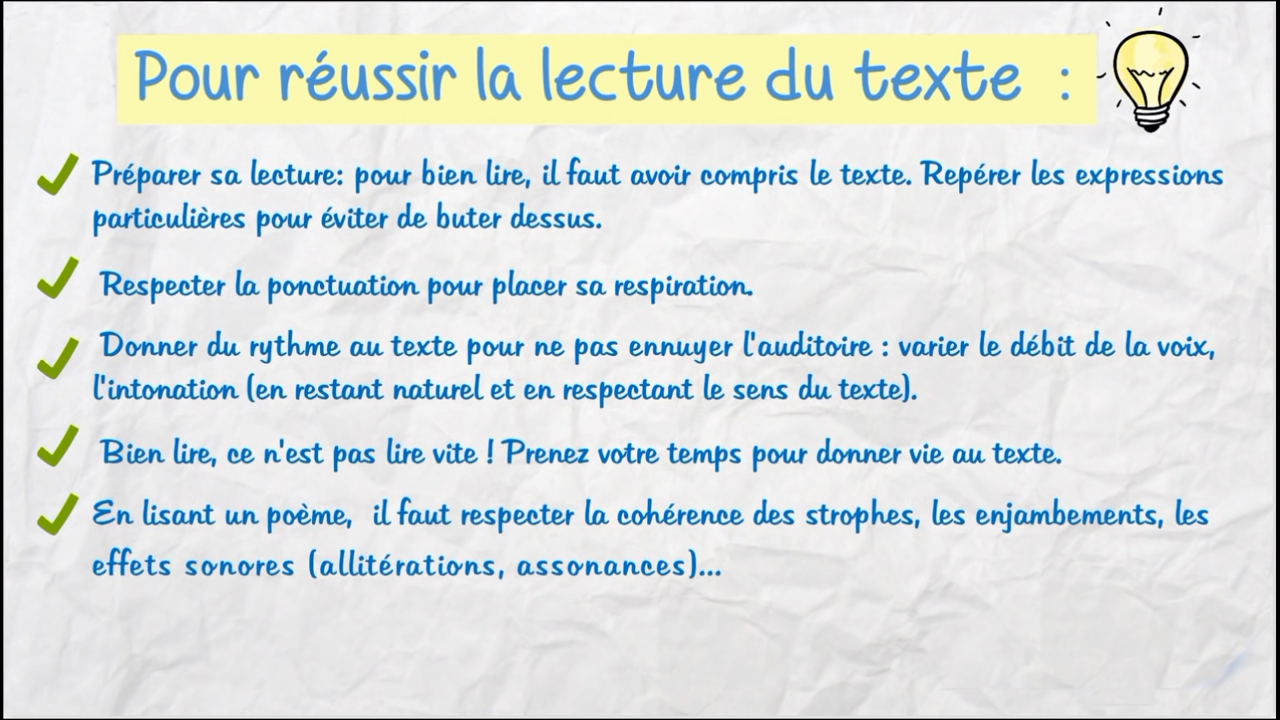 Pour réussir la lecture du texte :
Préparer sa lecture: pour bien lire, il faut avoir compris le texte. Repérer les expressions
particulières pour éviter de buter dessus.
Respecter la ponctuation pour placer sa respiration.
Donner du rythme au texte pour ne pas ennuyer l'auditoire : varier le débit de la voix,
l'intonation (en restant naturel et en respectant le sens du texte).
Bien lire, ce n'est pas lire vite ! Prenez votre temps pour donner vie au texte.
En lisant un poème, il faut respecter la cohérence des strophes, les enjambements, les
effets sonores (allitérations, assonances)...